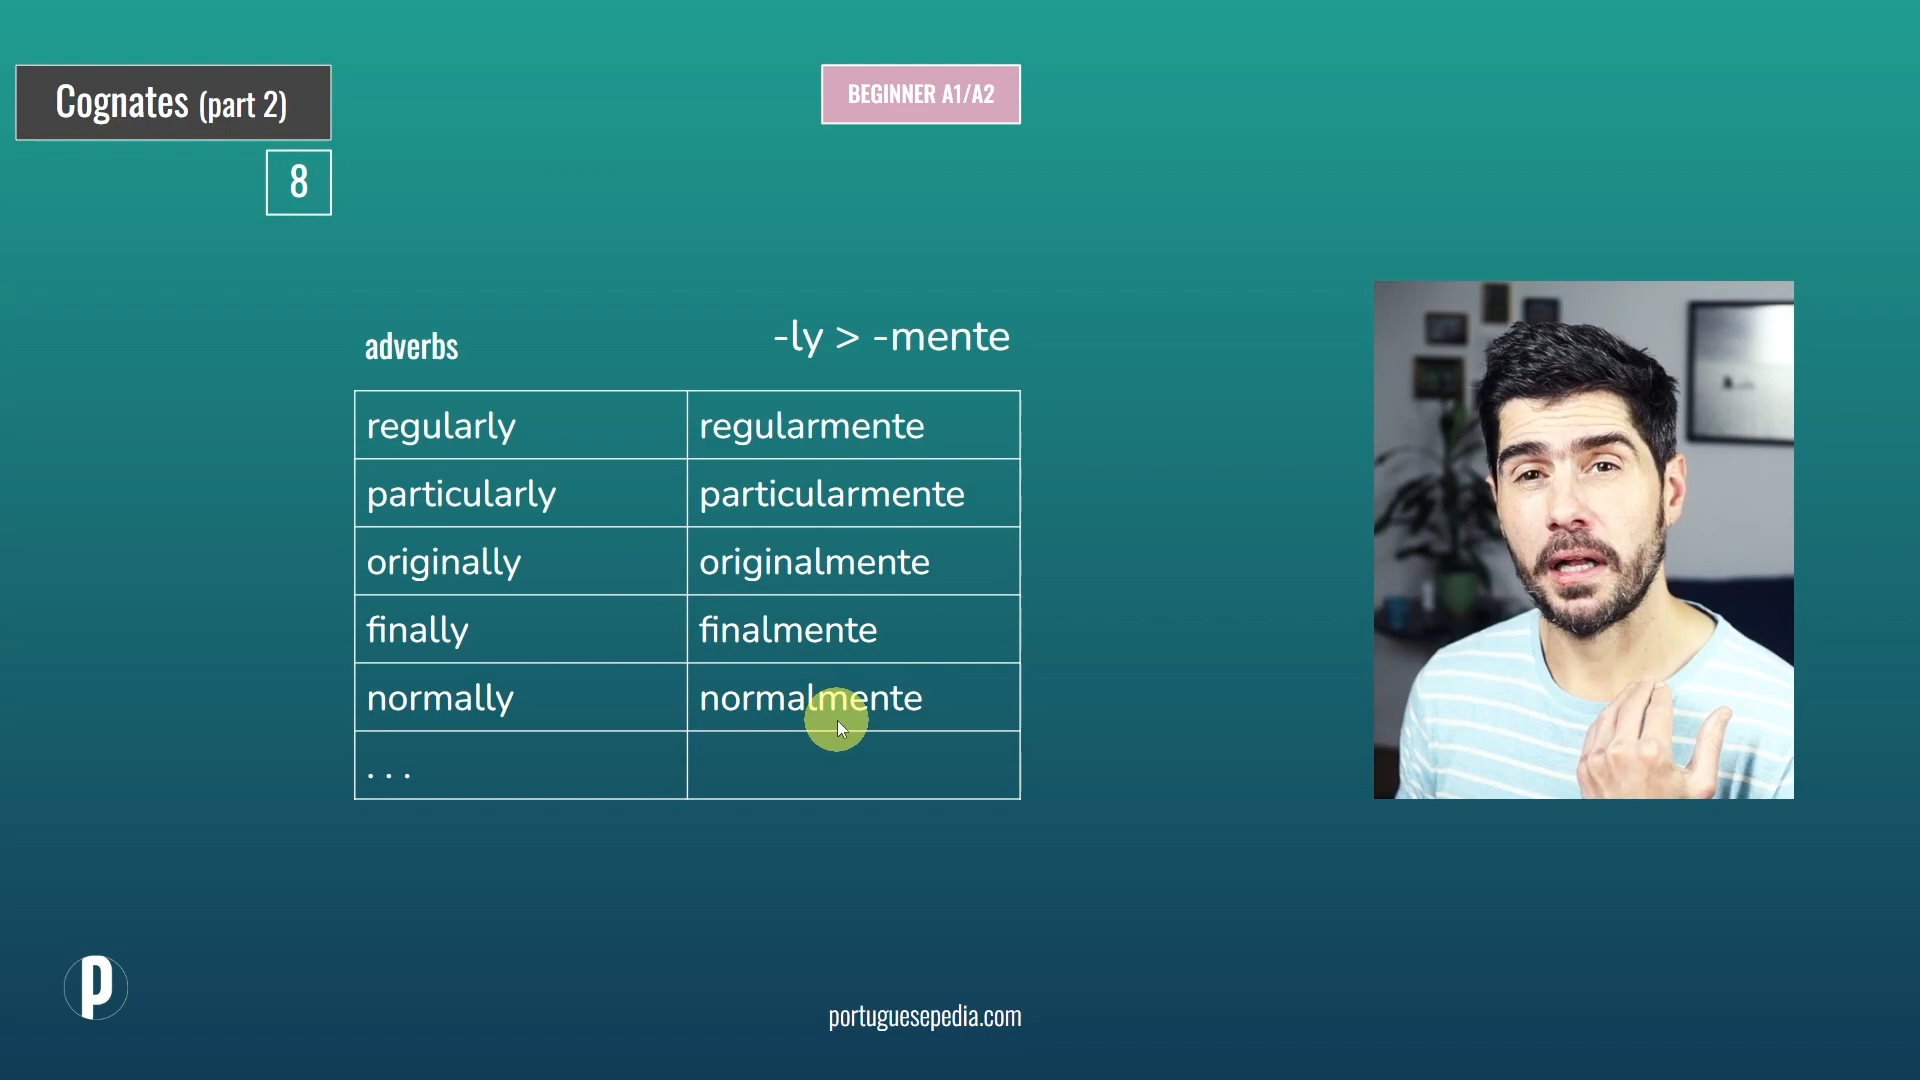 Cognates (part 2)
BEGINNER A1/A2
8
adverbs
-ly > -mente
regularly
regularmente
particularly
particularmente
originally
originalmente
finally
finalmente
normally
normalmente
. . .
p
portuguesepedia.com